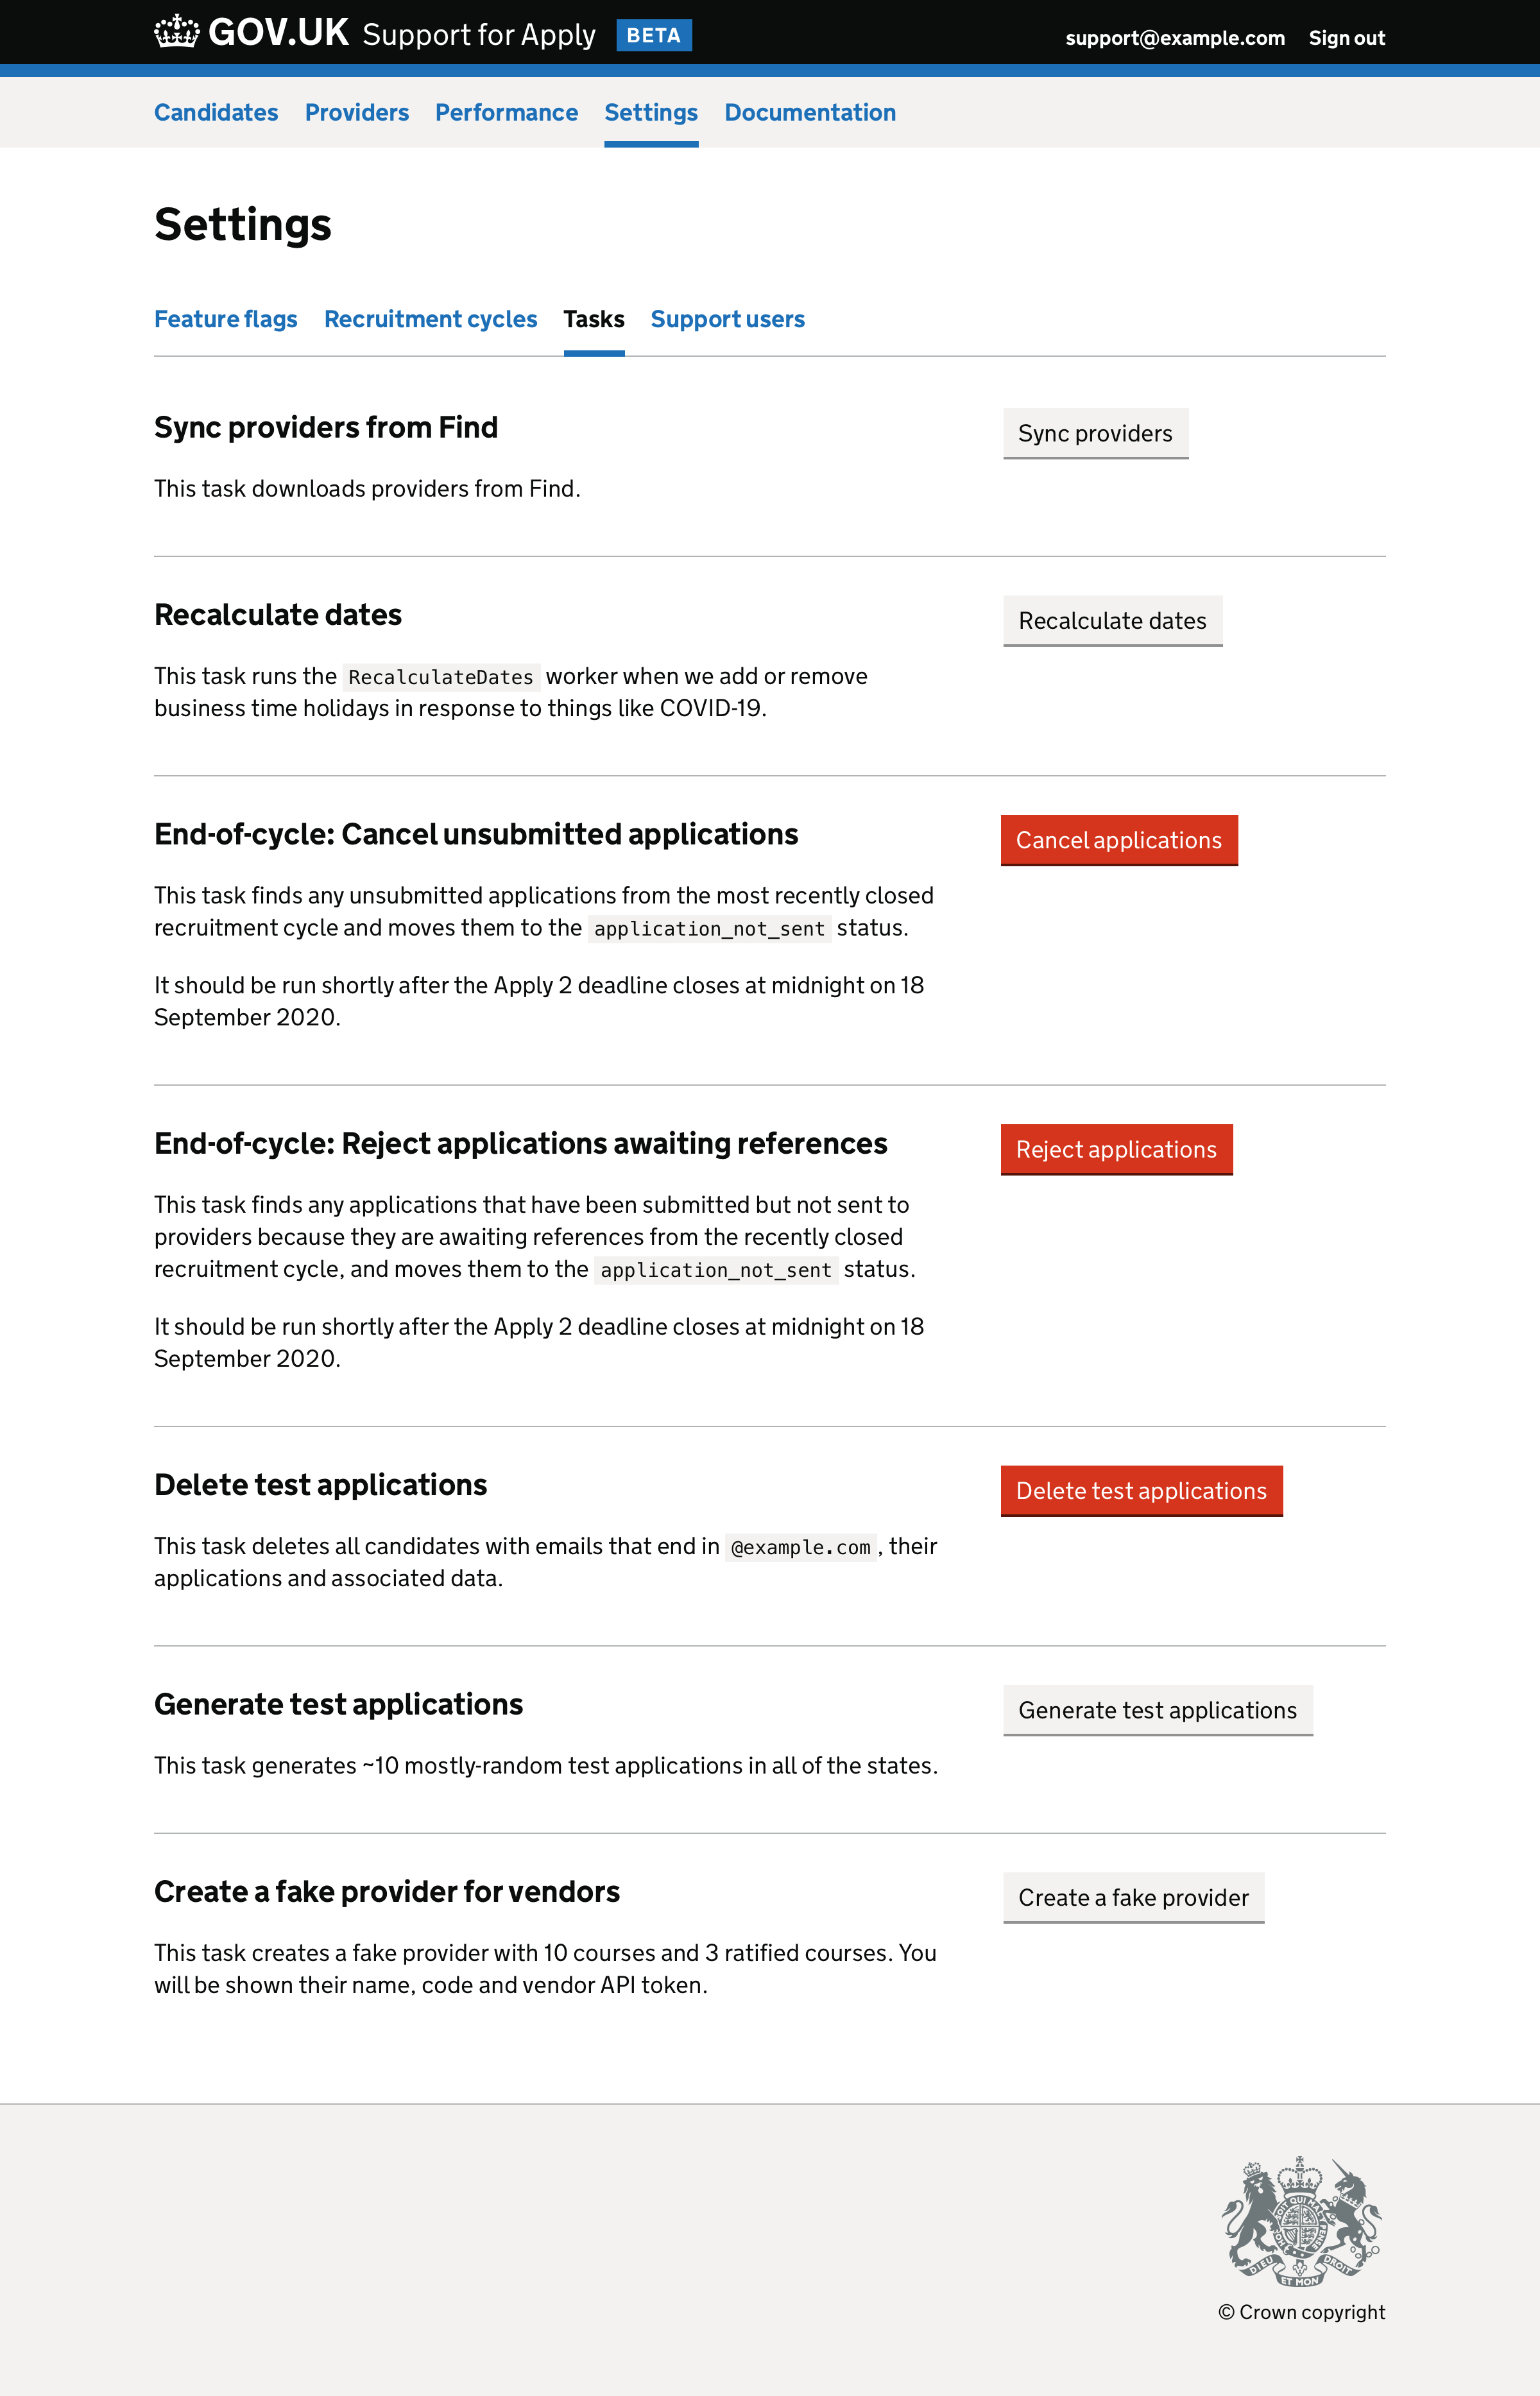 GOV.UK Support for Apply BETA support@example.com Sign out
Candidates Providers Performance Settings Documentation
Settings
Feature flags Recruitment cycles Tasks Support users
Sync providers from Find
Sync providers
This task downloads providers from Find.
Recalculate dates
Recalculate dates
This task runs the RecalculateDates worker when we add or remove
business time holidays in response to things like COVID-19.
End-of-cycle: Cancel unsubmitted applications
Cancel applications
This task finds any unsubmitted applications from the most recently closed
recruitment cycle and moves them to the application_not_sent status.
It should be run shortly after the Apply 2 deadline closes at midnight on 18
September 2020.
End-of-cycle: Reject applications awaiting references
Reject applications
This task finds any applications that have been submitted but not sent to
providers because they are awaiting references from the recently closed
recruitment cycle, and moves them to the application_not_sent status.
It should be run shortly after the Apply 2 deadline closes at midnight on 18
September 2020.
Delete test applications
Delete test applications
This task deletes all candidates with emails that end in @example.com, their
applications and associated data.
Generate test applications
Generate test applications
This task generates ~10 mostly-random test applications in all of the states.
Create a fake provider for vendors
Create a fake provider
This task creates a fake provider with 10 courses and 3 ratified courses. You
will be shown their name, code and vendor API token.
DIEU ET MON DROIT
© Crown copyright